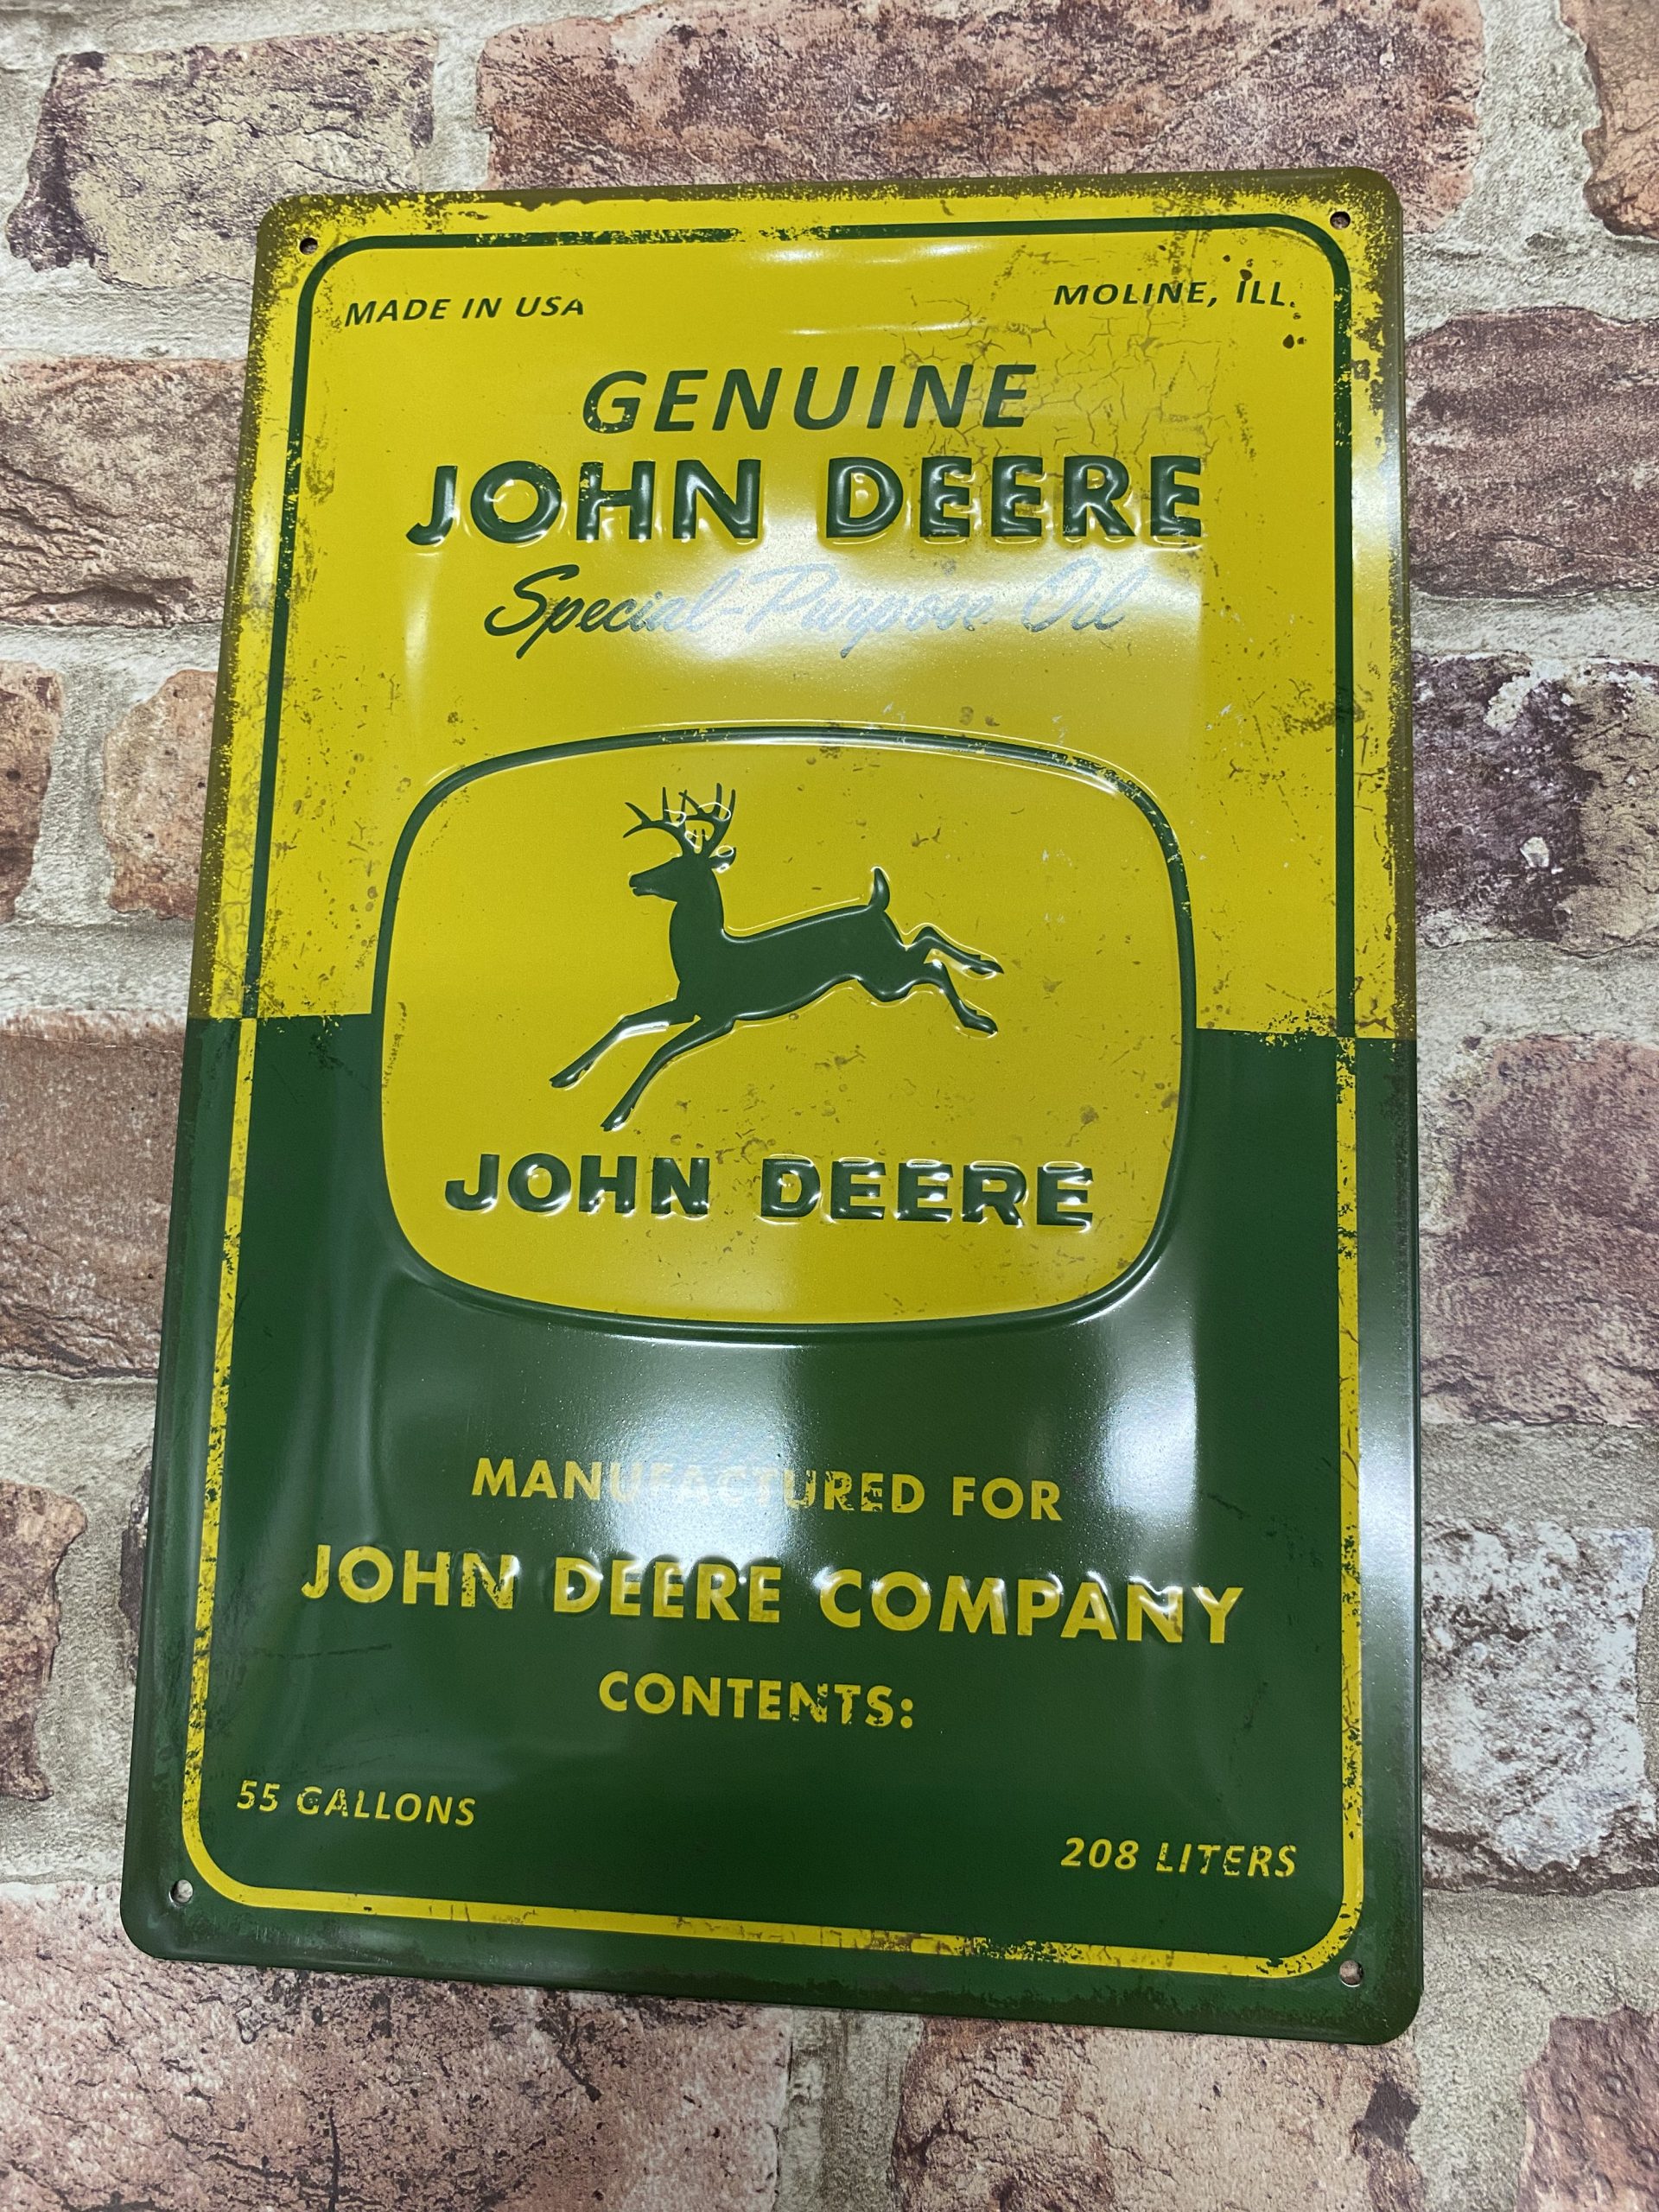 MADE IN USA
MOLINE, ILL.
GENUINE
JOHN DEERE
Special-Purpose Oil
JOHN DEERE
MANUFACTURED FOR
JOHN DEERE COMPANY
CONTENTS:
55 GALLONS
208 LITERS